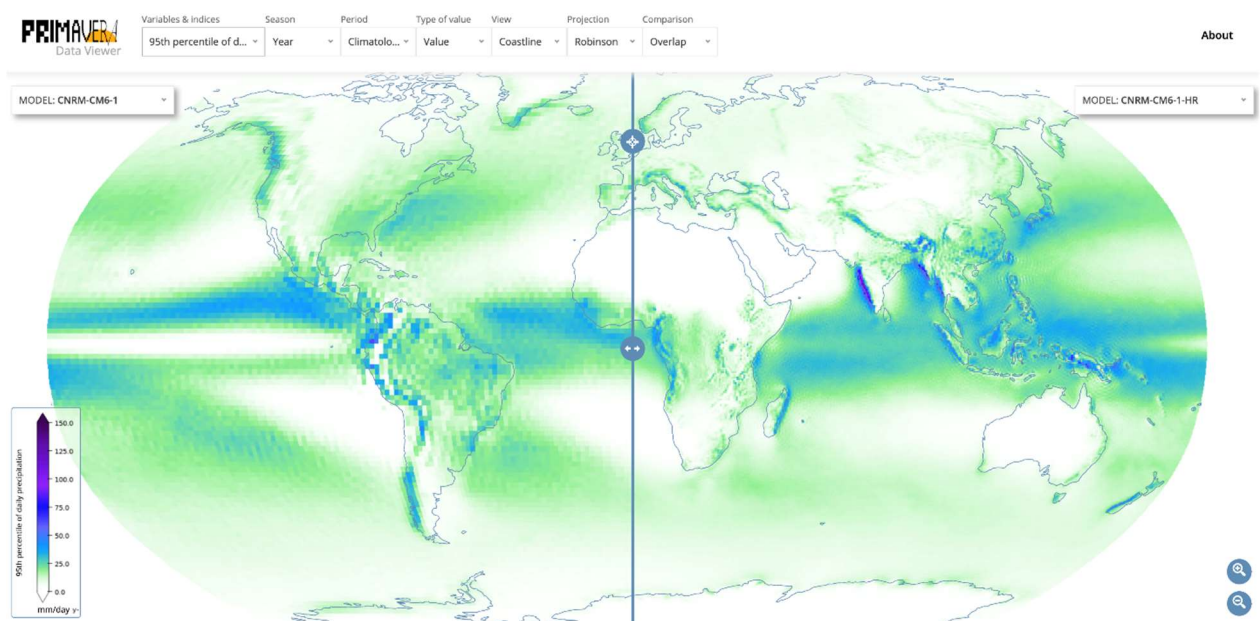 PRIMAVERA
Data Viewer
Variables & indices
Season
Period
Type of value
View
Projection
Comparison
95th percentile of d...
Year
Climatolo...
Value
Coastline
Robinson
Overlap
About
MODEL: CNRM-CM6-1
MODEL: CNRM-CM6-1-HR
95th percentile of daily precipitation
150.0
125.0
100.0
75.0
50.0
25.0
0.0
mm/day